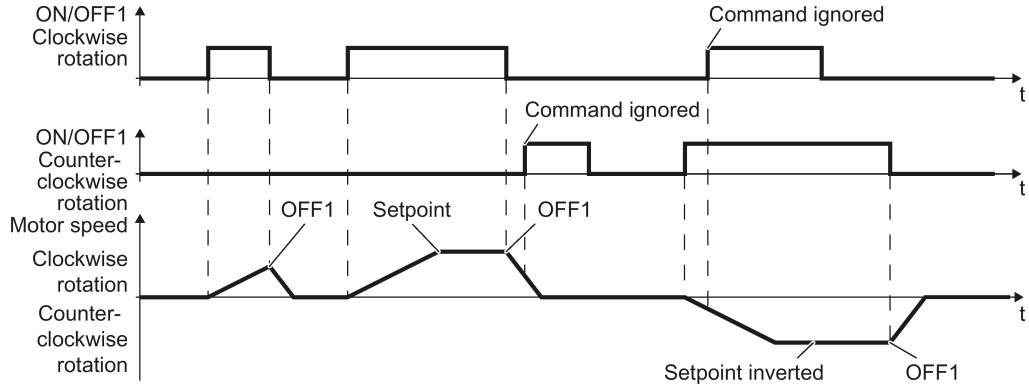 ON/OFF1
Clockwise
rotation
Command ignored
t
ON/OFF1
Counter-
clockwise
rotation
Command ignored
t
Motor speed
OFF1
Setpoint
OFF1
Clockwise
rotation
Counter-
clockwise
rotation
t
Setpoint inverted
OFF1